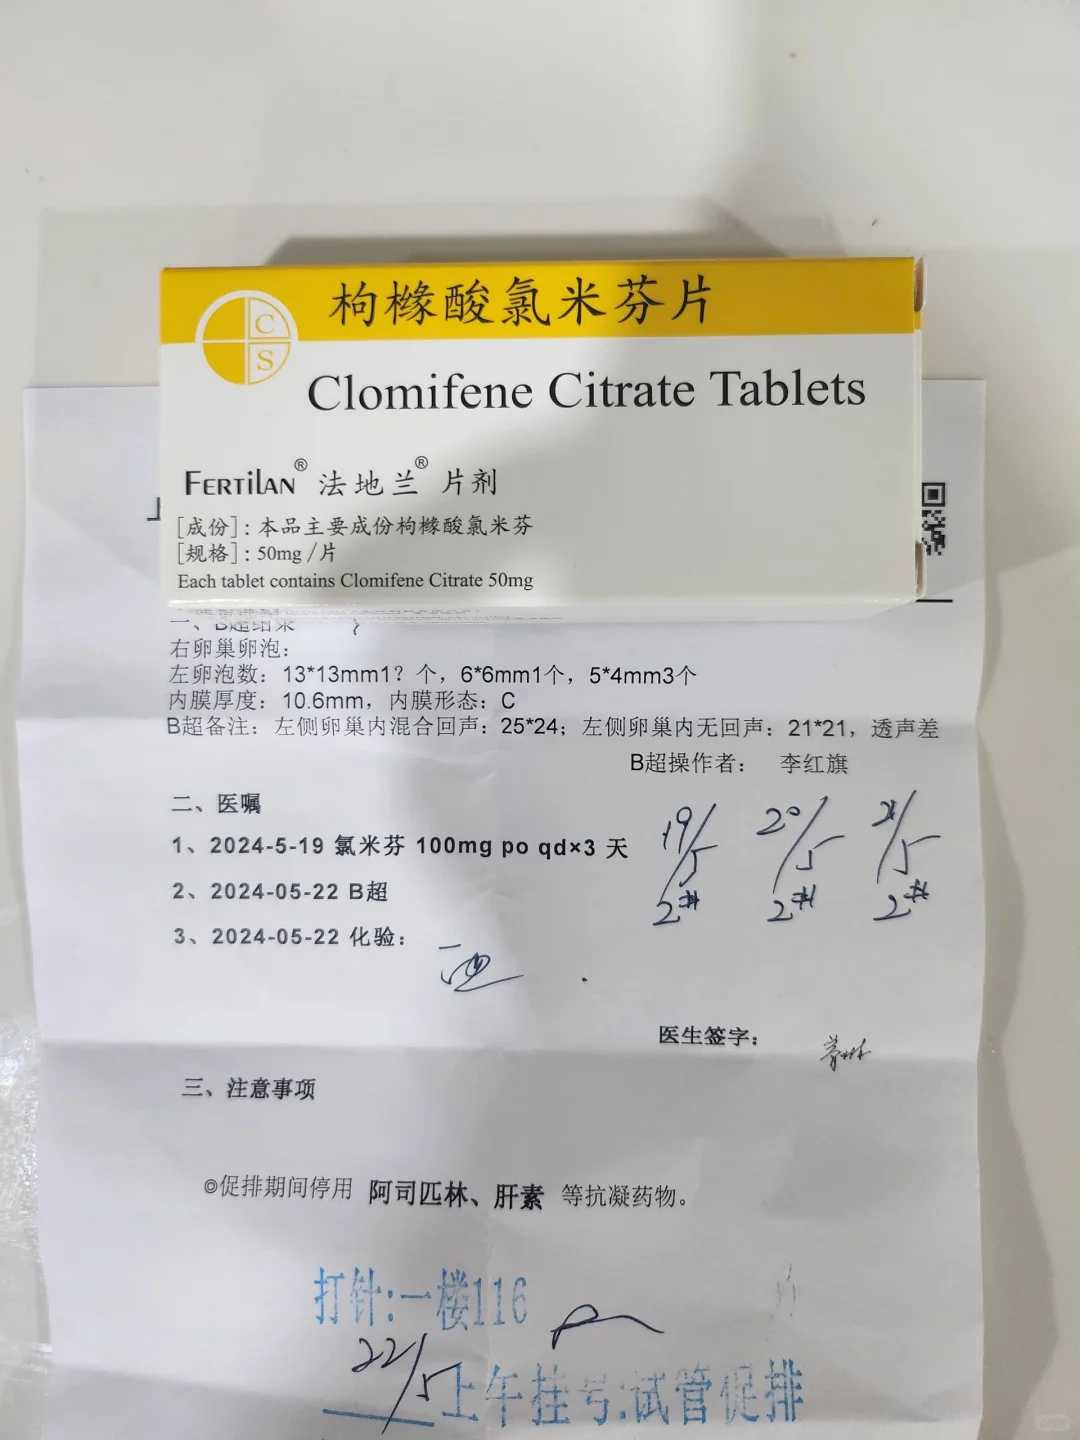 枸橼酸氯米芬片
CS
Clomifene Citrate Tablets
FERTILAN® 法地兰® 片剂
[成份]：本品主要成份枸橼酸氯米芬
[规格]：50mg/片
Each tablet contains Clomifene Citrate 50mg
一、B超结果
右卵巢卵泡：
左卵泡数：13*13mm1？个，6*6mm1个，5*4mm3个
内膜厚度：10.6mm，内膜形态：C
B超备注：左侧卵巢内混合回声：25*24；左侧卵巢内无回声：21*21，透声差
B超操作者： 李红旗
二、医嘱
1、2024-5-19 氯米芬 100mg po qd×3 天
19/5 20/5 21/5
2# 2# 2#
2、2024-05-22 B超
3、2024-05-22 化验：
医生签字：
三、注意事项
◎促排期间停用 阿司匹林、肝素 等抗凝药物。
打针:一楼116
22/5 上午挂号:试管促排